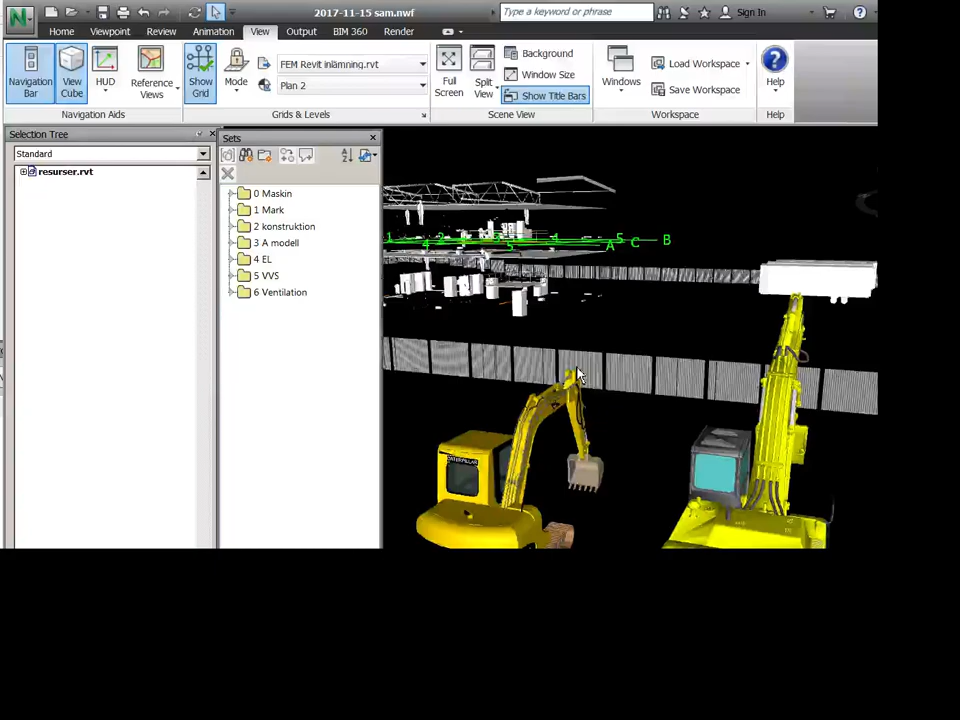 2017-11-15 sam.nwf
Type a keyword or phrase
Sign In
Home Viewpoint Review Animation View Output BIM 360 Render
Navigation Bar
View Cube
HUD
Reference Views
Show Grid
Mode
FEM Revit inlämning.rvt
Plan 2
Full Screen
Split View
Background
Window Size
Show Title Bars
Windows
Load Workspace
Save Workspace
Help
Navigation Aids
Grids & Levels
Scene View
Workspace
Help
Selection Tree
Standard
resurser.rvt
Sets
0 Maskin
1 Mark
2 konstruktion
3 A modell
4 EL
5 VVS
6 Ventilation
5 C B
A
CATERPILLAR